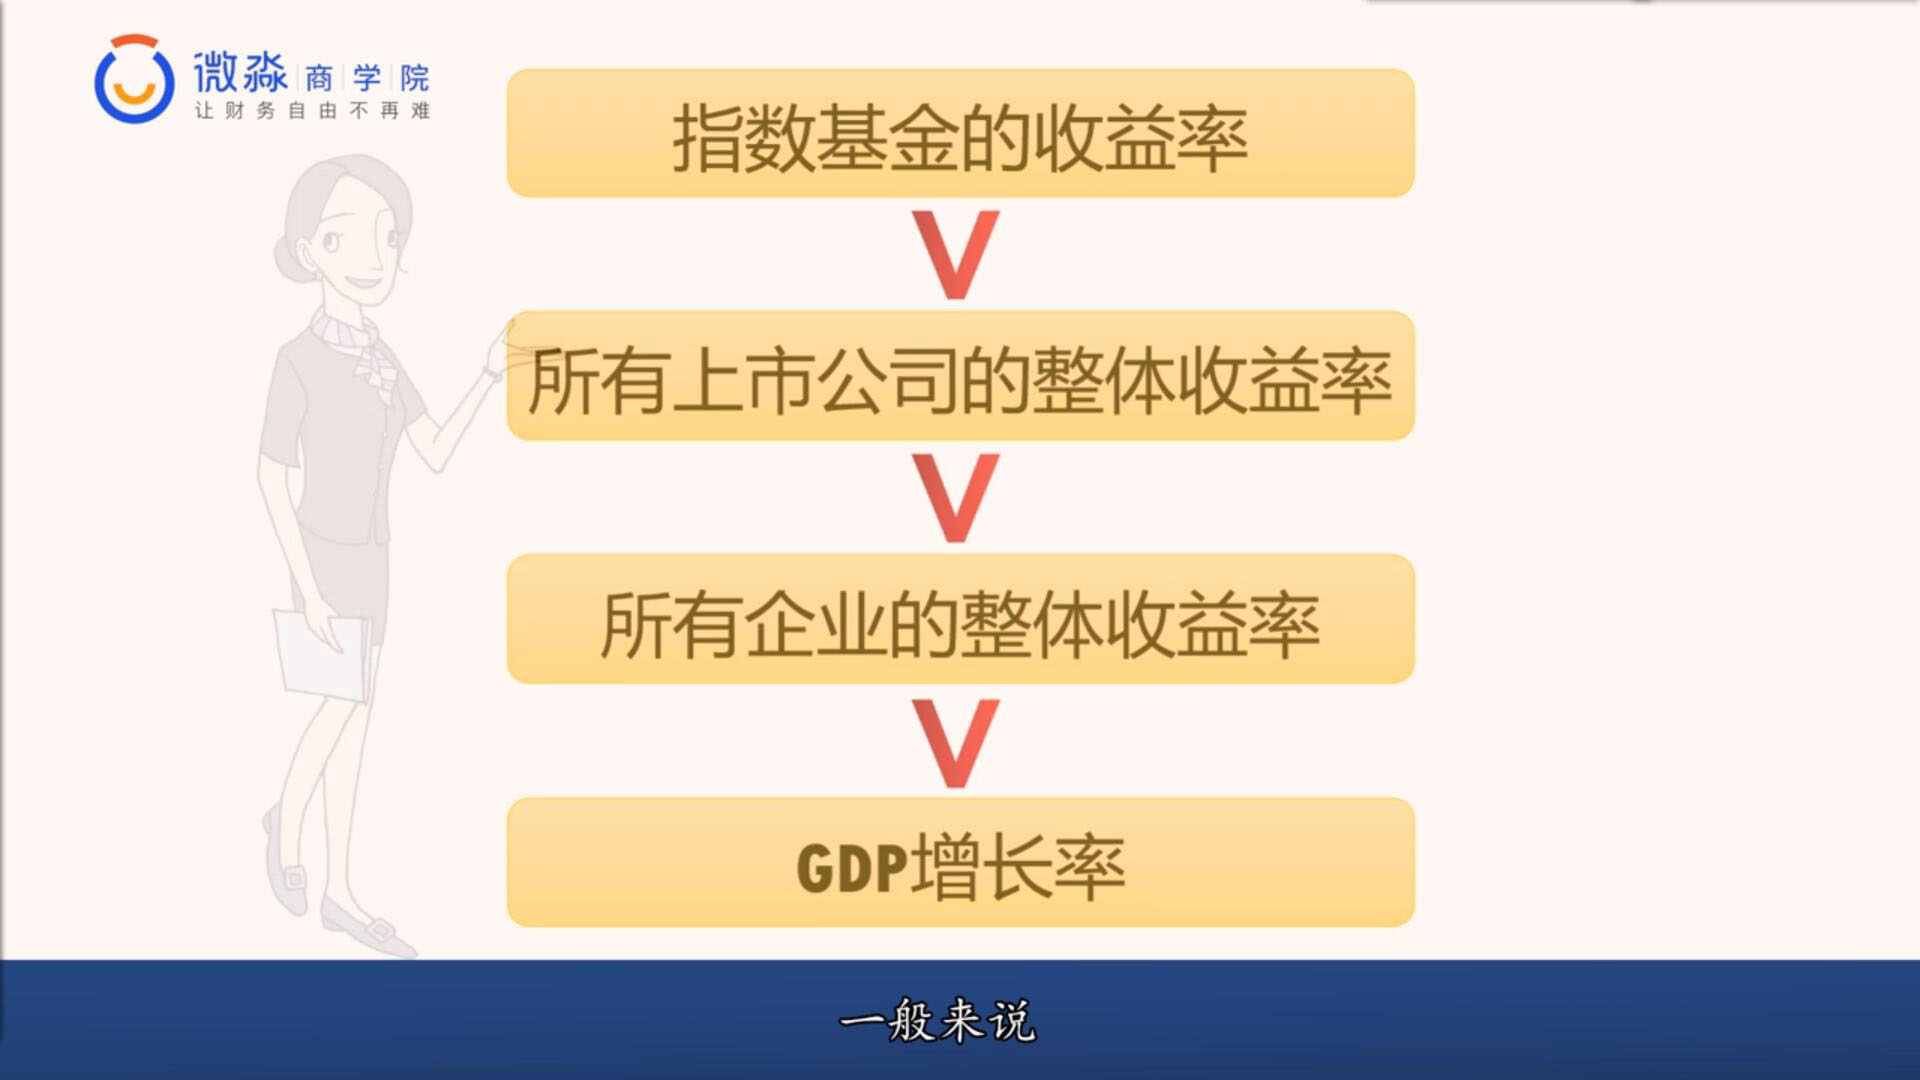 微淼商学院
让财务自由不再难
指数基金的收益率
V
所有上市公司的整体收益率
V
所有企业的整体收益率
V
GDP增长率
一般来说